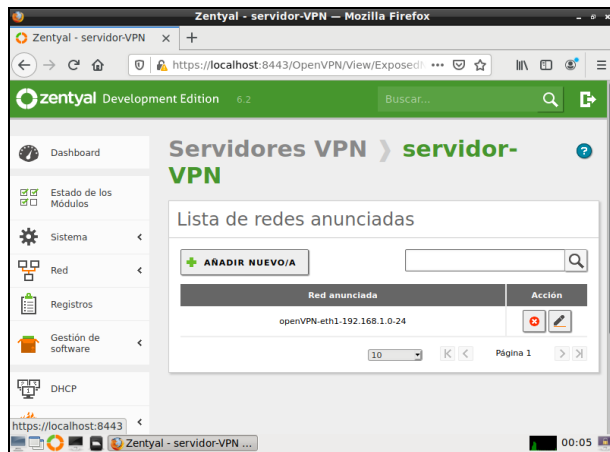 Zentyal - servidor-VPN — Mozilla Firefox
Zentyal - servidor-VPN
https://localhost:8443/OpenVPN/View/Exposed
zentyal Development Edition 6.2
Buscar...
Servidores VPN ❭ servidor-
VPN
Dashboard
Estado de los
Módulos
Sistema
Red
Registros
Gestión de
software
DHCP
Lista de redes anunciadas
AÑADIR NUEVO/A
Red anunciada
Acción
openVPN-eth1-192.168.1.0-24
10
Página 1
https://localhost:8443
Zentyal - servidor-VPN ...
00:05